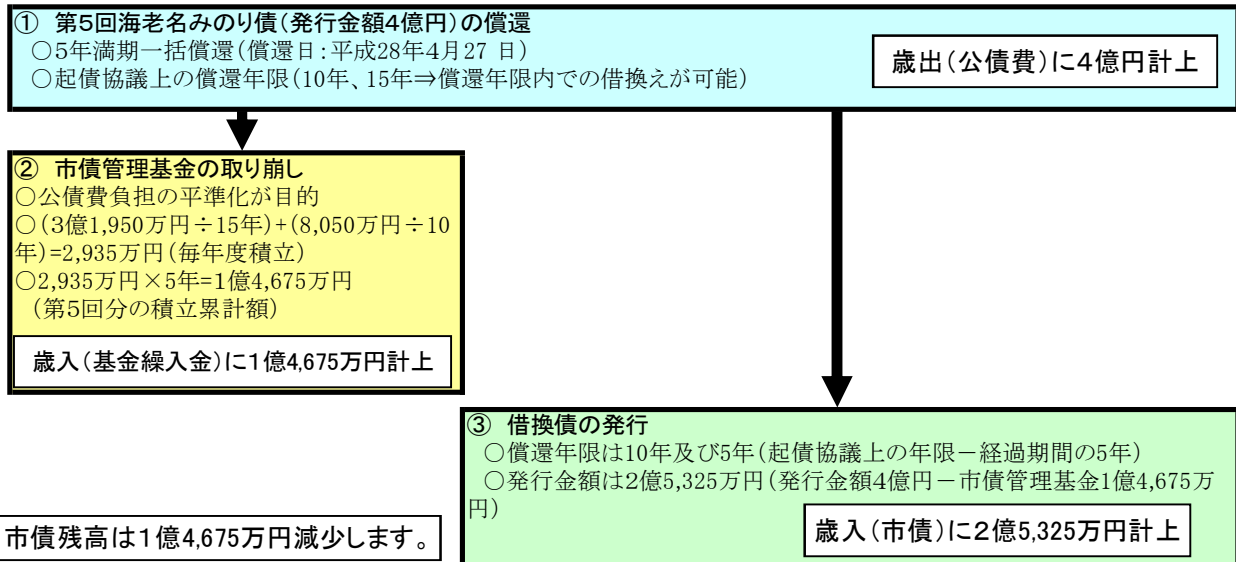 ① 第5回海老名みのり債(発行金額4億円)の償還
○5年満期一括償還(償還日:平成28年4月27 日)
○起債協議上の償還年限(10年、15年⇒償還年限内での借換えが可能)
歳出(公債費)に4億円計上
② 市債管理基金の取り崩し
○公債費負担の平準化が目的
○(3億1,950万円÷15年)+(8,050万円÷10
年)=2,935万円(毎年度積立)
○2,935万円×5年=1億4,675万円
(第5回分の積立累計額)
歳入(基金繰入金)に1億4,675万円計上
③ 借換債の発行
○償還年限は10年及び5年(起債協議上の年限－経過期間の5年)
○発行金額は2億5,325万円(発行金額4億円－市債管理基金1億4,675万
円)
歳入(市債)に2億5,325万円計上
市債残高は1億4,675万円減少します。